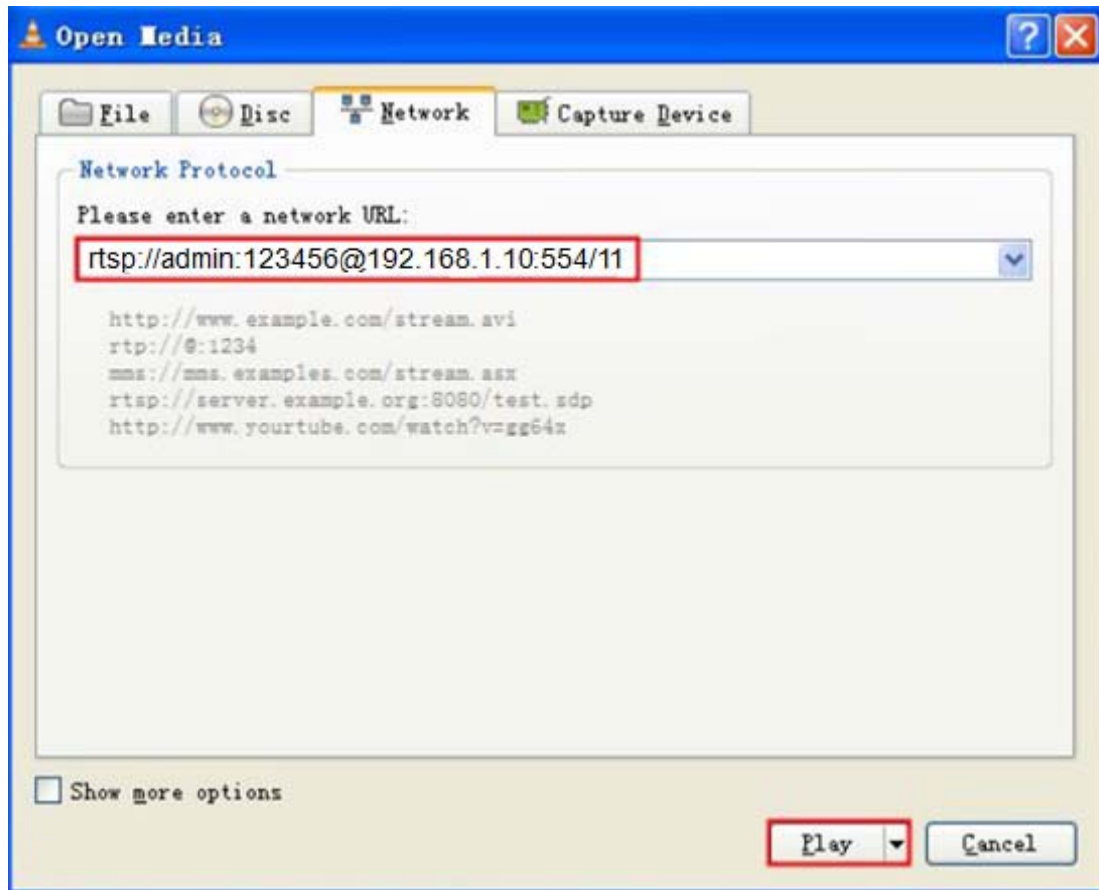 Open Media
File Disc Network Capture Device
Network Protocol
Please enter a network URL:
rtsp://admin:123456@192.168.1.10:554/11
http://www.example.com/stream.avi
rtp://@:1234
mms://mms.examples.com/stream.asx
rtsp://server.example.org:8080/test.sdp
http://www.yourtube.com/watch?v=gg64x
Show more options
Play Cancel